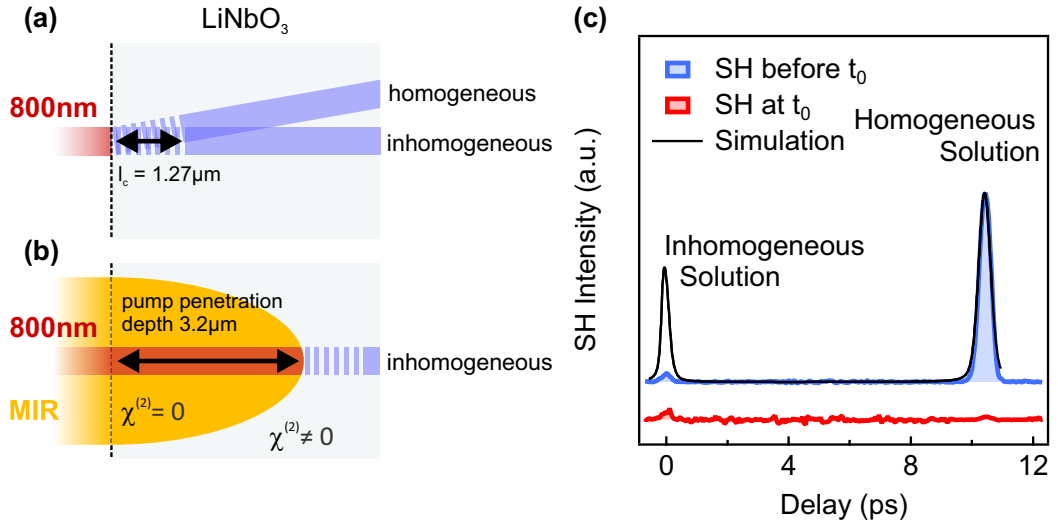 (a)
LiNbO₃
800nm
homogeneous
inhomogeneous
l_c = 1.27µm
(b)
pump penetration
depth 3.2µm
800nm
inhomogeneous
MIR
χ⁽²⁾= 0
χ⁽²⁾≠ 0
(c)
SH before t₀
SH at t₀
Simulation
Homogeneous
Solution
Inhomogeneous
Solution
SH Intensity (a.u.)
0
4
8
12
Delay (ps)